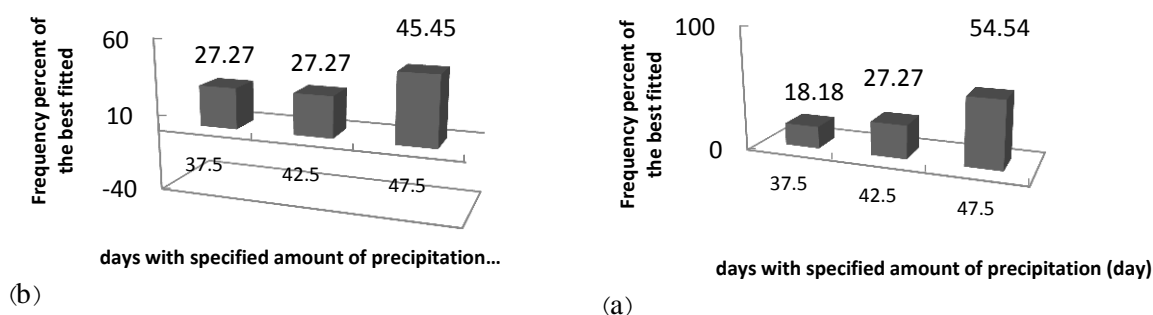 Frequency percent of
the best fitted
60
10
-40
27.27
27.27
45.45
37.5
42.5
47.5
days with specified amount of precipitation…
(b)
Frequency percent of
the best fitted
100
0
18.18
27.27
54.54
37.5
42.5
47.5
days with specified amount of precipitation (day)
(a)